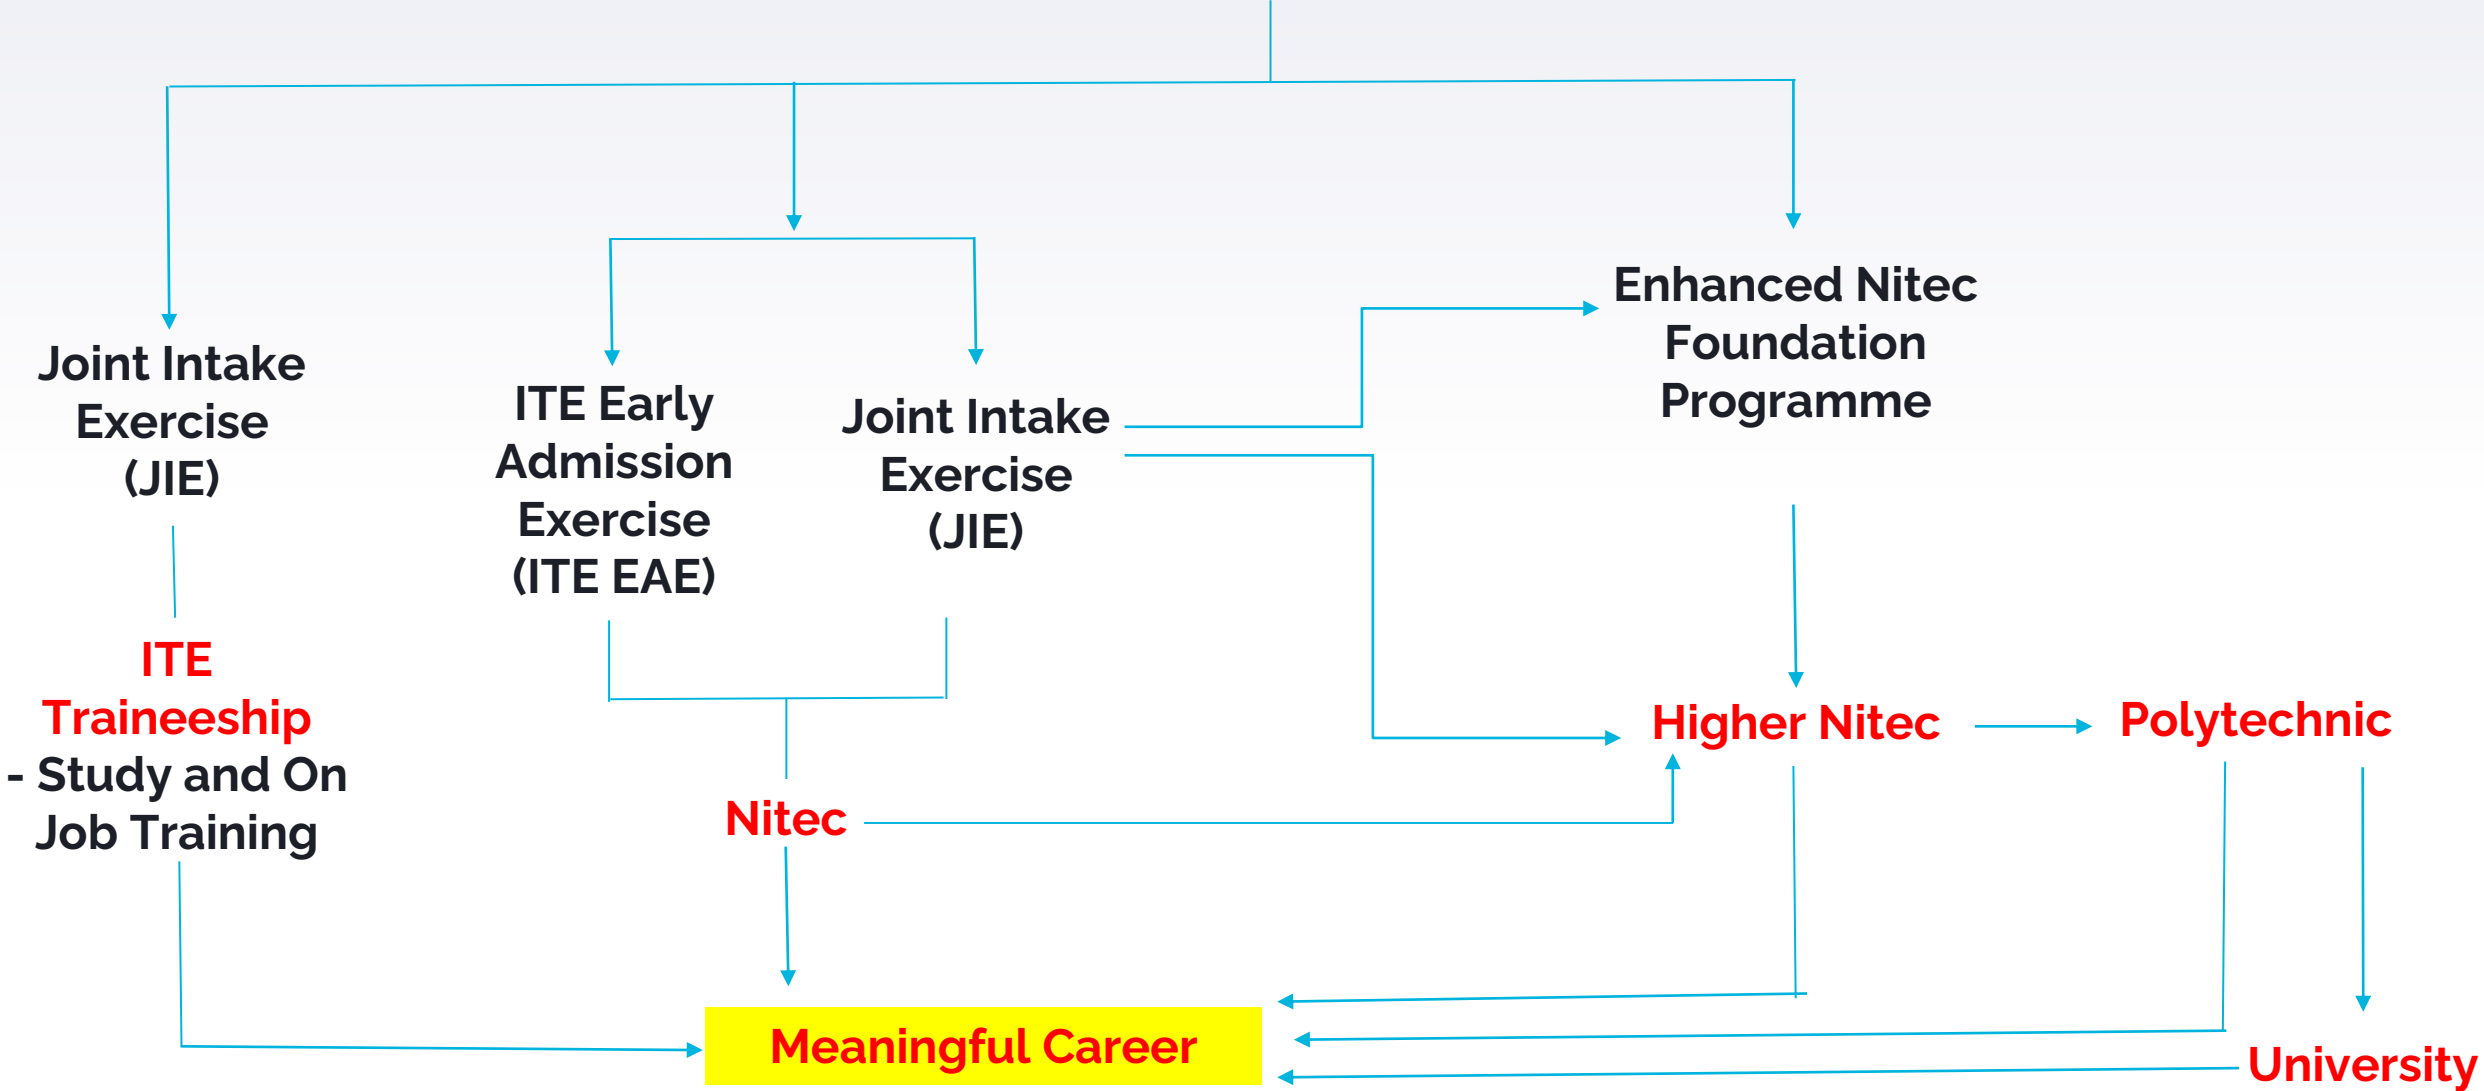 Joint Intake
Exercise
(JIE)
ITE
Traineeship
- Study and On
Job Training
ITE Early
Admission
Exercise
(ITE EAE)
Joint Intake
Exercise
(JIE)
Nitec
Enhanced Nitec
Foundation
Programme
Higher Nitec
Polytechnic
Meaningful Career
University